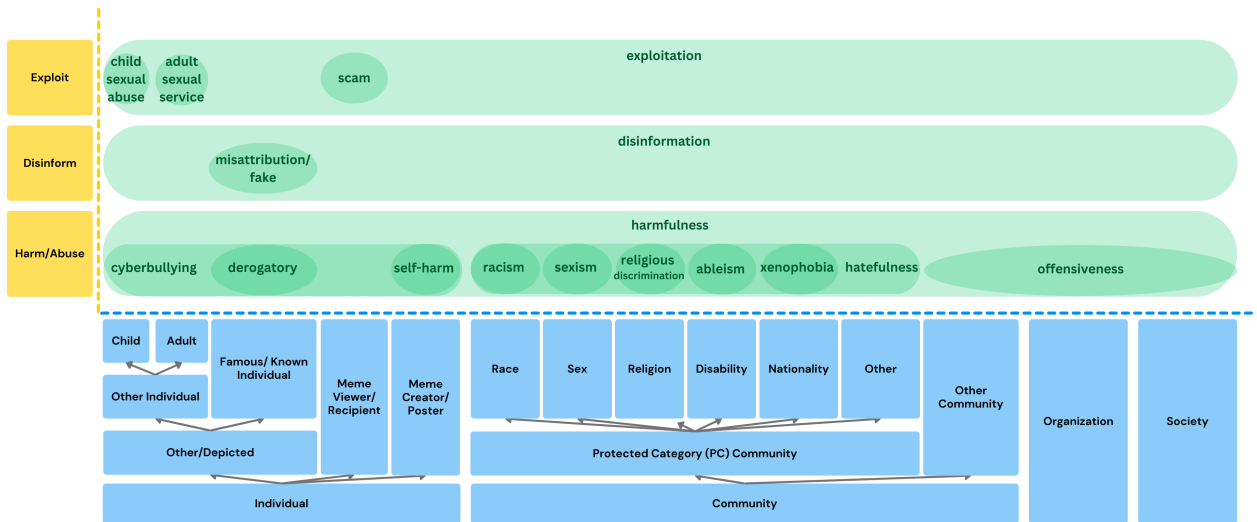 Exploit
child
sexual
abuse
adult
sexual
service
scam
exploitation
Disinform
misattribution/
fake
disinformation
Harm/Abuse
harmfulness
cyberbullying
derogatory
self-harm
racism
sexism
religious
discrimination
ableism
xenophobia
hatefulness
offensiveness
Child
Adult
Famous/ Known
Individual
Other Individual
Meme
Viewer/
Recipient
Meme
Creator/
Poster
Race
Sex
Religion
Disability
Nationality
Other
Other
Community
Organization
Society
Other/Depicted
Protected Category (PC) Community
Individual
Community